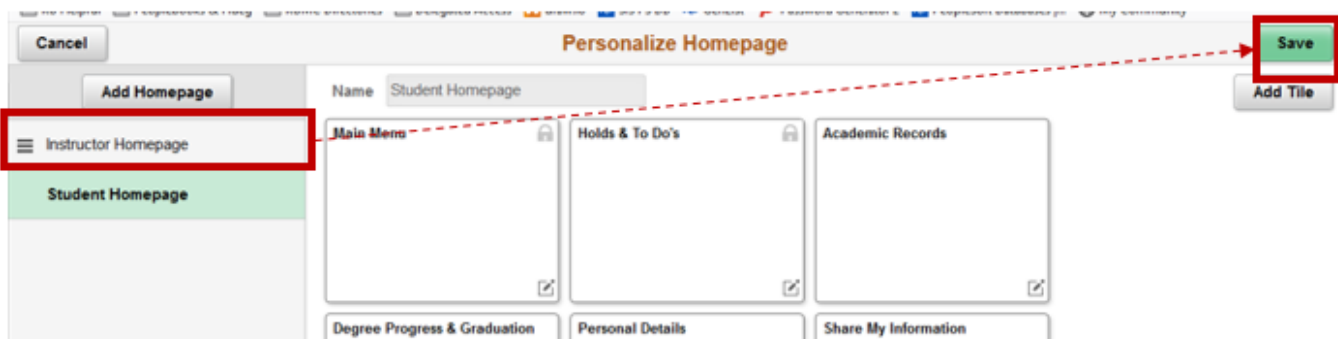 Cancel
Personalize Homepage
Save
Add Homepage
Name
Student Homepage
Add Tile
Instructor Homepage
Student Homepage
Main Menu
Holds & To Do's
Academic Records
Degree Progress & Graduation
Personal Details
Share My Information